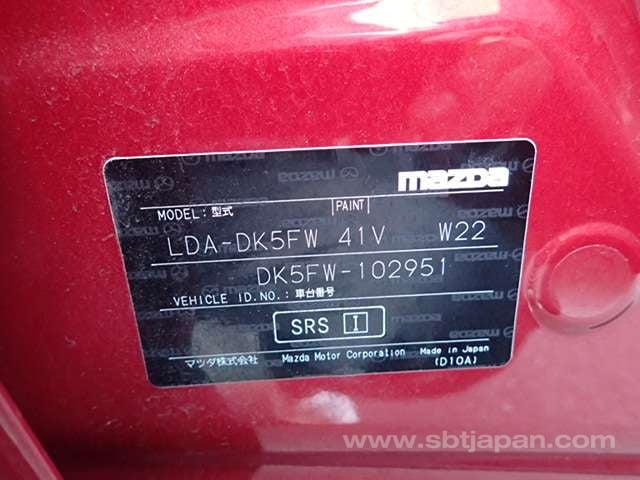 mazda
MODEL: 型式 |PAINT|
LDA-DK5FW 41V W22
DK5FW-102951
VEHICLE ID.NO.: 車台番号
SRS I
マツダ株式会社 Mazda Motor Corporation Made in Japan
(D10A)
www.sbtjapan.com